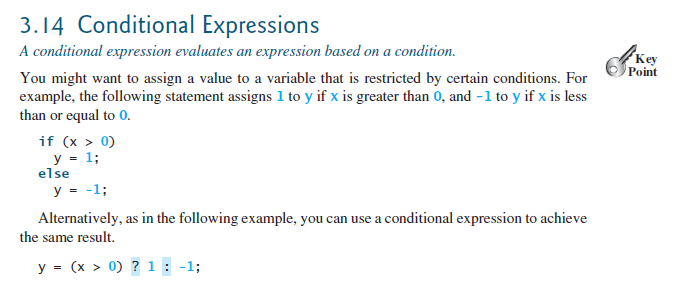 3.14 Conditional Expressions
A conditional expression evaluates an expression based on a condition.
Key
Point
You might want to assign a value to a variable that is restricted by certain conditions. For
example, the following statement assigns 1 to y if x is greater than 0, and -1 to y if x is less
than or equal to 0.
if (x > 0)
y = 1;
else
y = -1;
Alternatively, as in the following example, you can use a conditional expression to achieve
the same result.
y = (x > 0) ? 1 : -1;